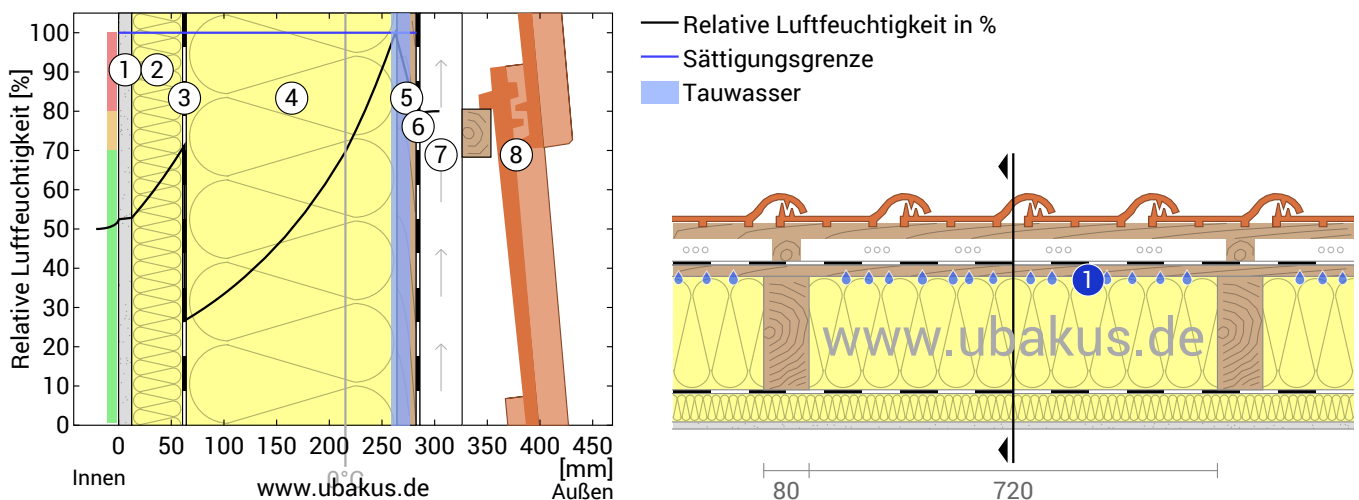 Relative Luftfeuchtigkeit [%]
100
90
80
70
60
50
40
30
20
10
0
1
2
3
4
5
6
7
8
0 50 100 150 200 250 300 350 400 450
[mm]
0°C
Innen
www.ubakus.de
Außen
Relative Luftfeuchtigkeit in %
Sättigungsgrenze
Tauwasser
1
www.ubakus.de
80
720